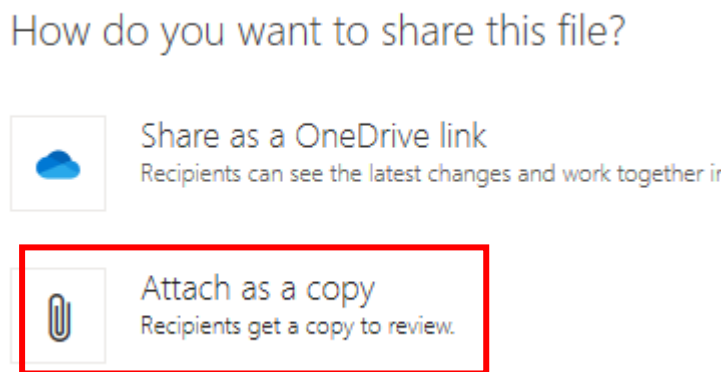 How do you want to share this file?
Share as a OneDrive link
Recipients can see the latest changes and work together
Attach as a copy
Recipients get a copy to review.